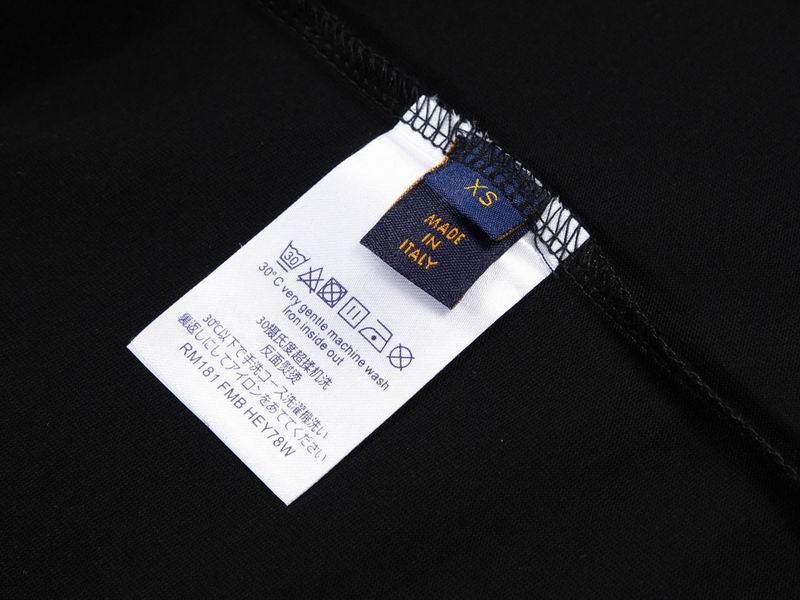 XS
MADE
IN
ITALY
30
30°C very gentle machine wash
Iron inside out
30摄氏度超揉机洗
反面熨烫
30℃以下で手洗コース洗濯機洗い
裏返しにしてアイロンをあててください
RM181 FMB HEY78W